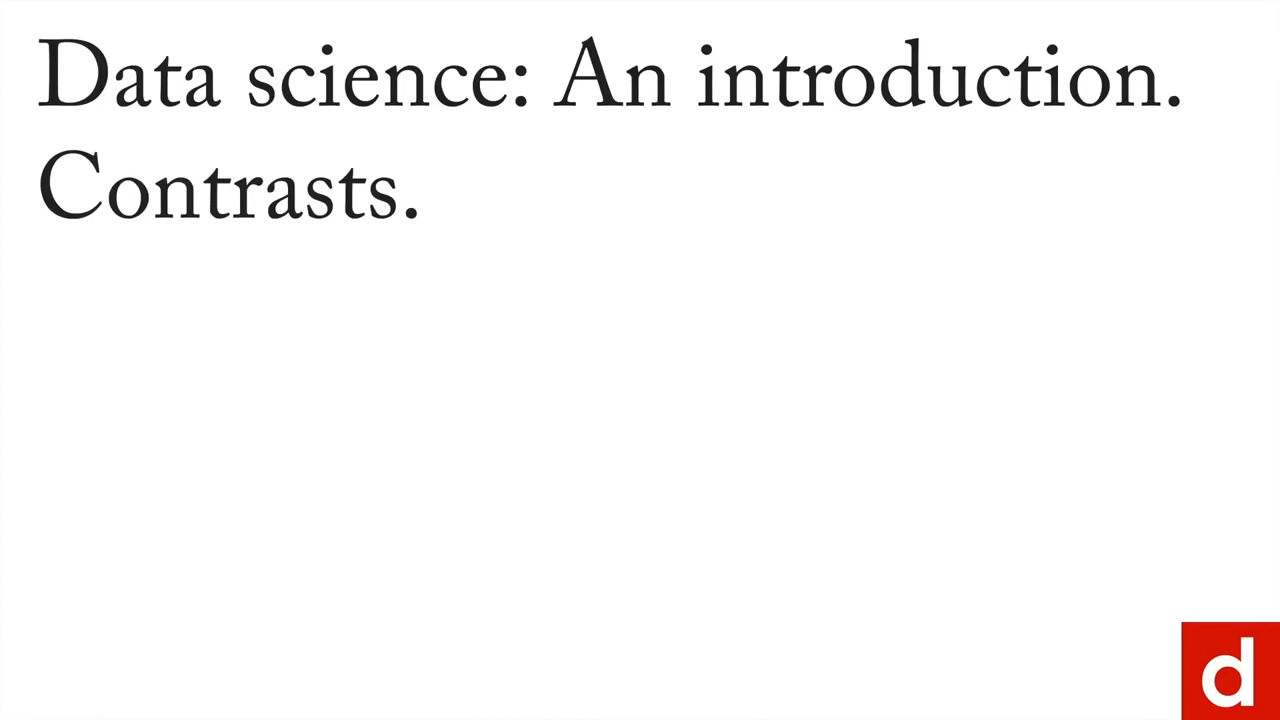 Data science: An introduction.
Contrasts.
d